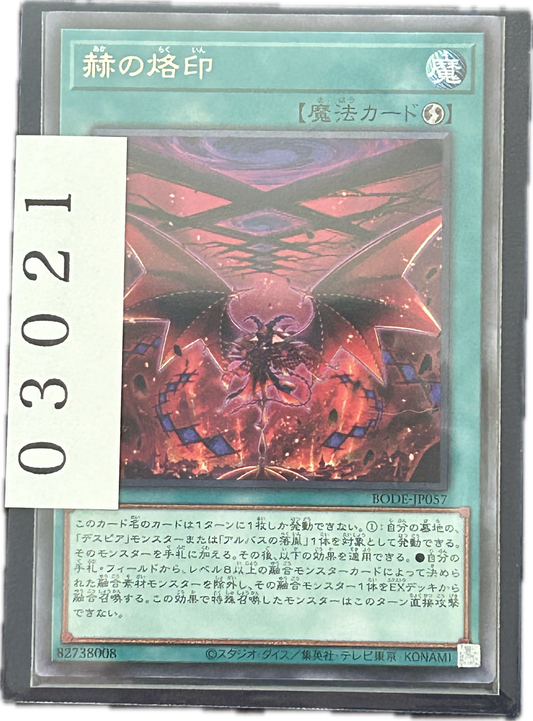 赫の烙印
魔
【魔法カード】
03021
BODE-JP057
このカード名のカードは1ターンに1枚しか発動できない。①:自分の墓地の、
「デスピア」モンスターまたは「アルバスの落胤」1体を対象として発動できる。
そのモンスターを手札に加える。その後、以下の効果を適用できる。●自分の
手札・フィールドから、レベル8以上の融合モンスターカードによって決めら
れた融合素材モンスターを除外し、その融合モンスター1体をEXデッキから
融合召喚する。この効果で特殊召喚したモンスターはこのターン直接攻撃
できない。
82738008
©スタジオ・ダイス/集英社・テレビ東京・KONAMI